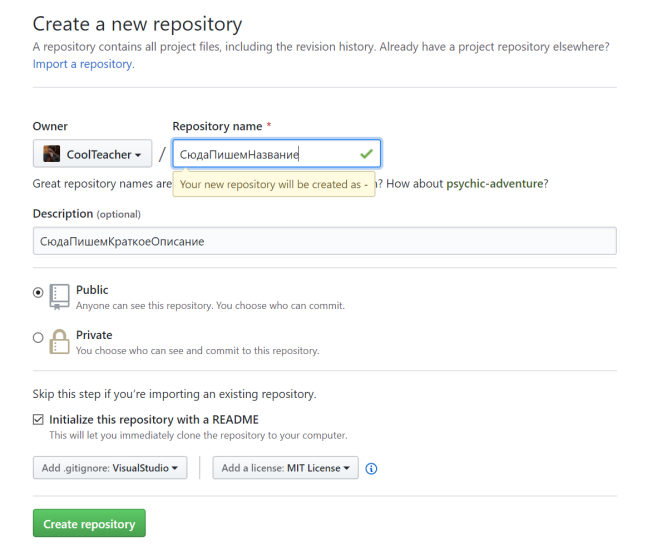 Create a new repository
A repository contains all project files, including the revision history. Already have a project repository elsewhere?
Import a repository.
Owner
Repository name *
CoolTeacher
/
СюдаПишемНазвание
Great repository names are ? How about psychic-adventure?
Your new repository will be created as -
Description (optional)
СюдаПишемКраткоеОписание
Public
Anyone can see this repository. You choose who can commit.
Private
You choose who can see and commit to this repository.
Skip this step if you're importing an existing repository.
Initialize this repository with a README
This will let you immediately clone the repository to your computer.
Add .gitignore: VisualStudio
Add a license: MIT License
Create repository